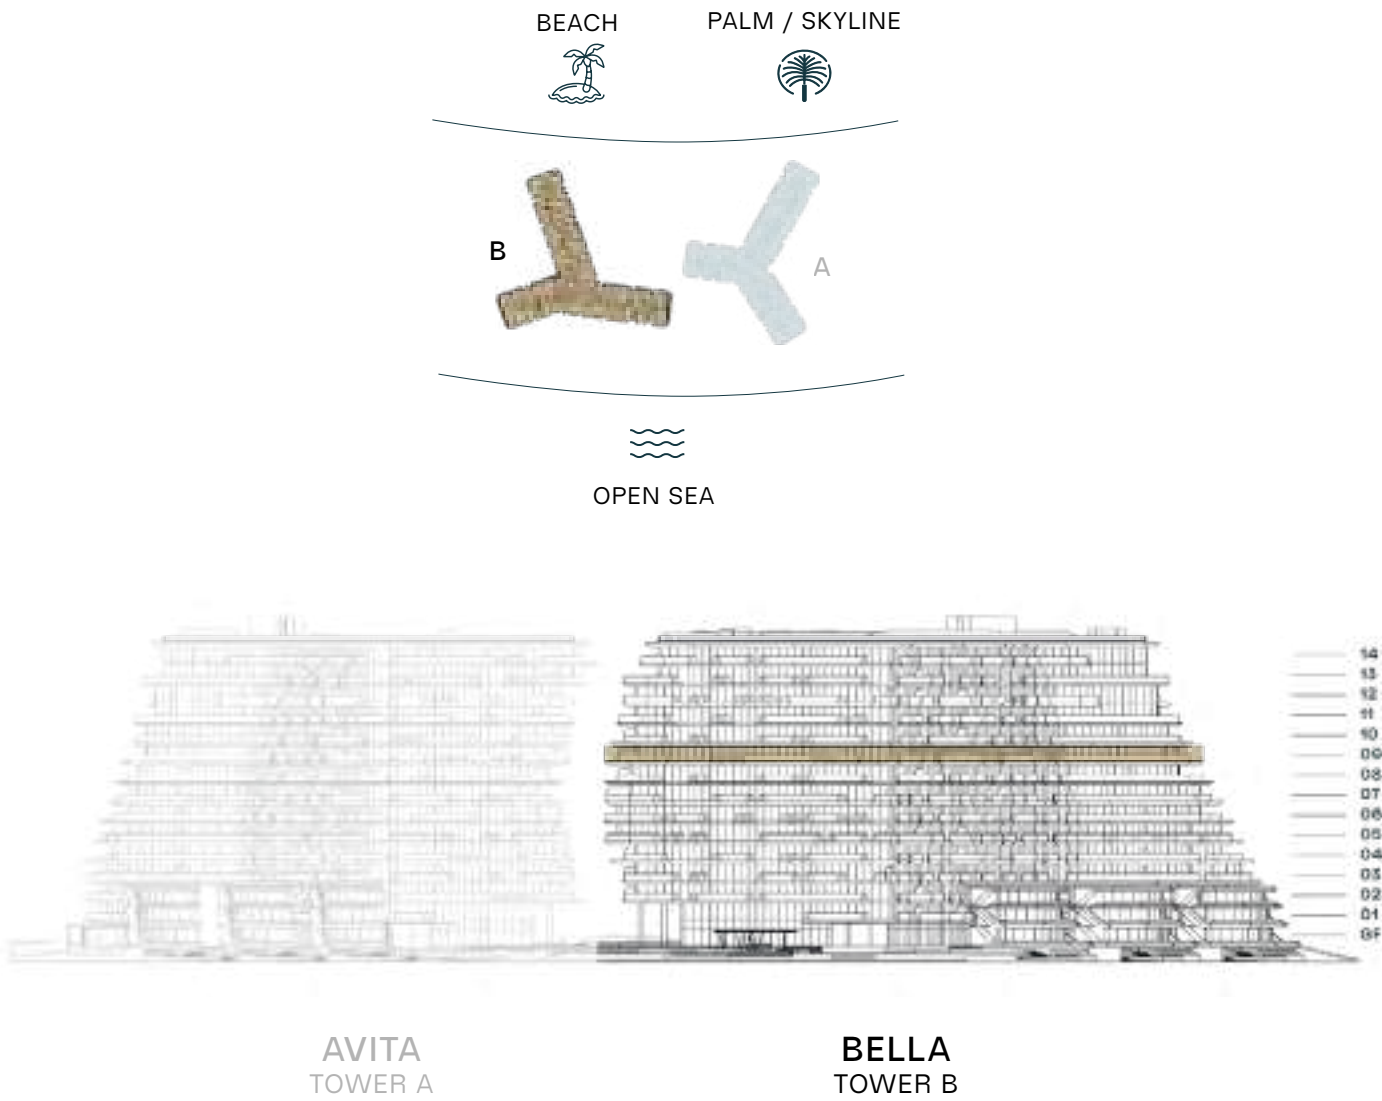 BEACH
PALM / SKYLINE
B
A
OPEN SEA
14
13
12
11
10
09
08
07
06
05
04
03
02
01
GF
AVITA
TOWER A
BELLA
TOWER B